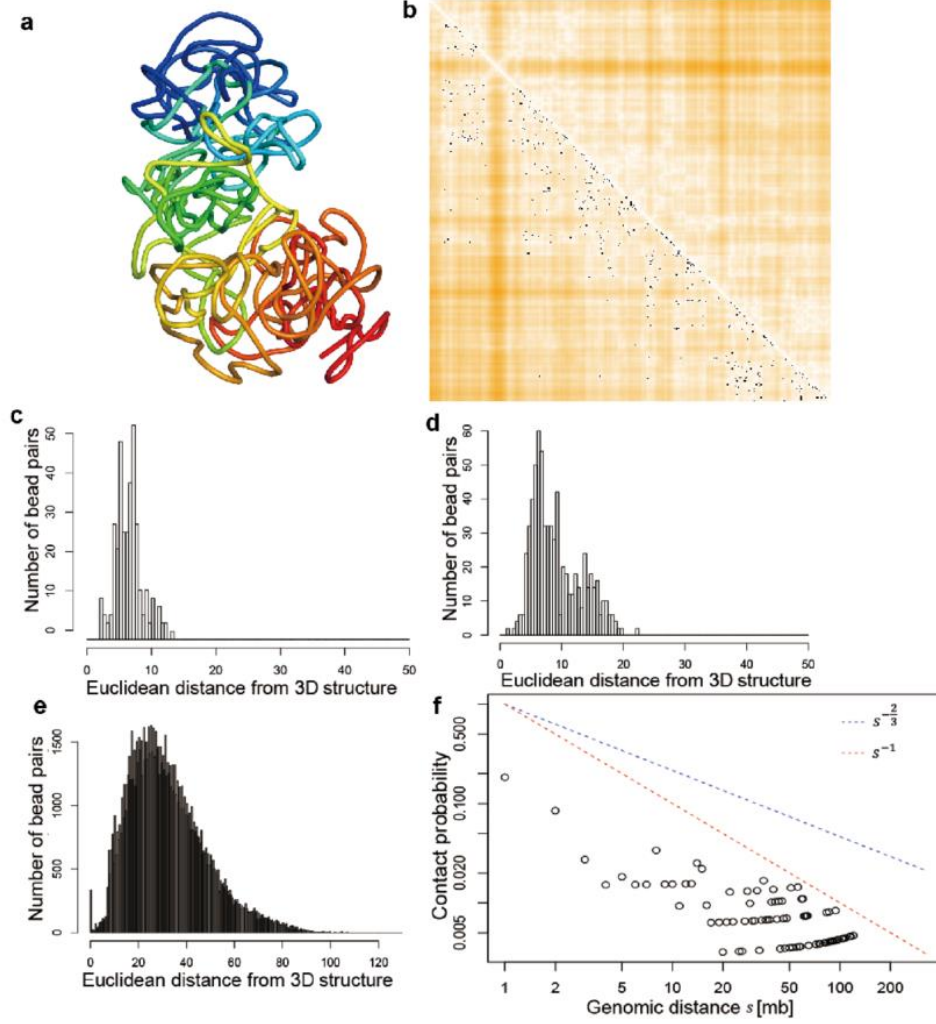 a
b
c
Number of bead pairs
0 10 20 30 40 50
0 10 20 30 40 50
Euclidean distance from 3D structure
d
Number of bead pairs
0 10 20 30 40 50 60
0 10 20 30 40 50
Euclidean distance from 3D structure
e
Number of bead pairs
0 500 1000 1500
0 20 40 60 80 100 120
Euclidean distance from 3D structure
f
Contact probability
0.005 0.020 0.100 0.500
s^{-2/3}
s^{-1}
1 2 5 10 20 50 100 200
Genomic distance s [mb]